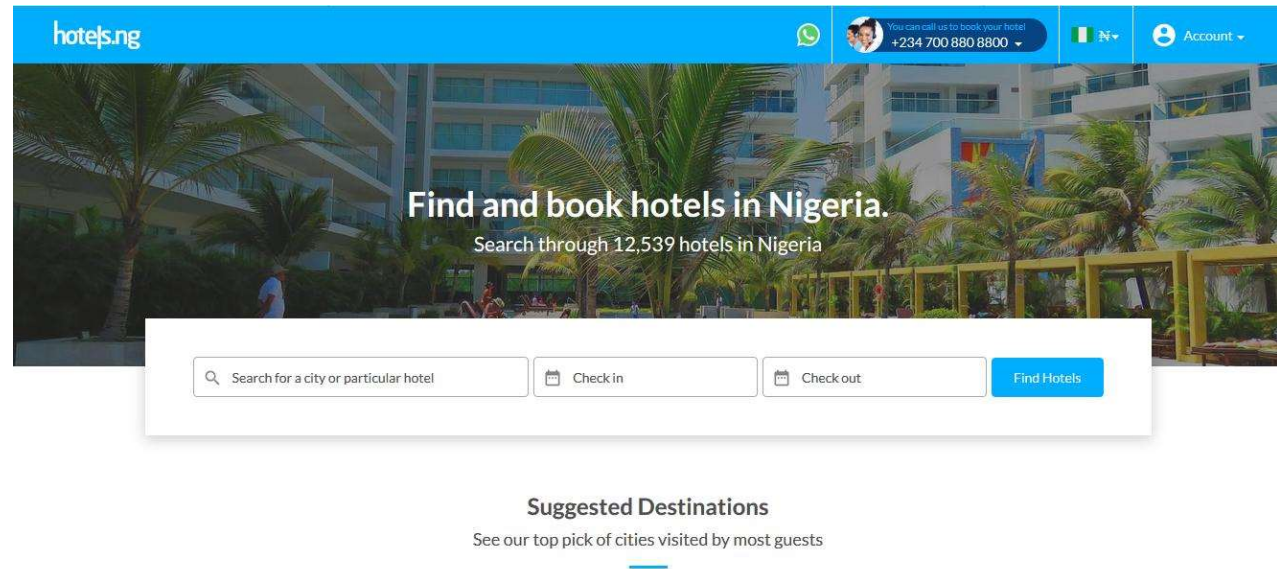 hotels.ng
You can call us to book your hotel
+234 700 880 8800
₦
Account
Find and book hotels in Nigeria.
Search through 12,539 hotels in Nigeria
Search for a city or particular hotel
Check in
Check out
Find Hotels
Suggested Destinations
See our top pick of cities visited by most guests